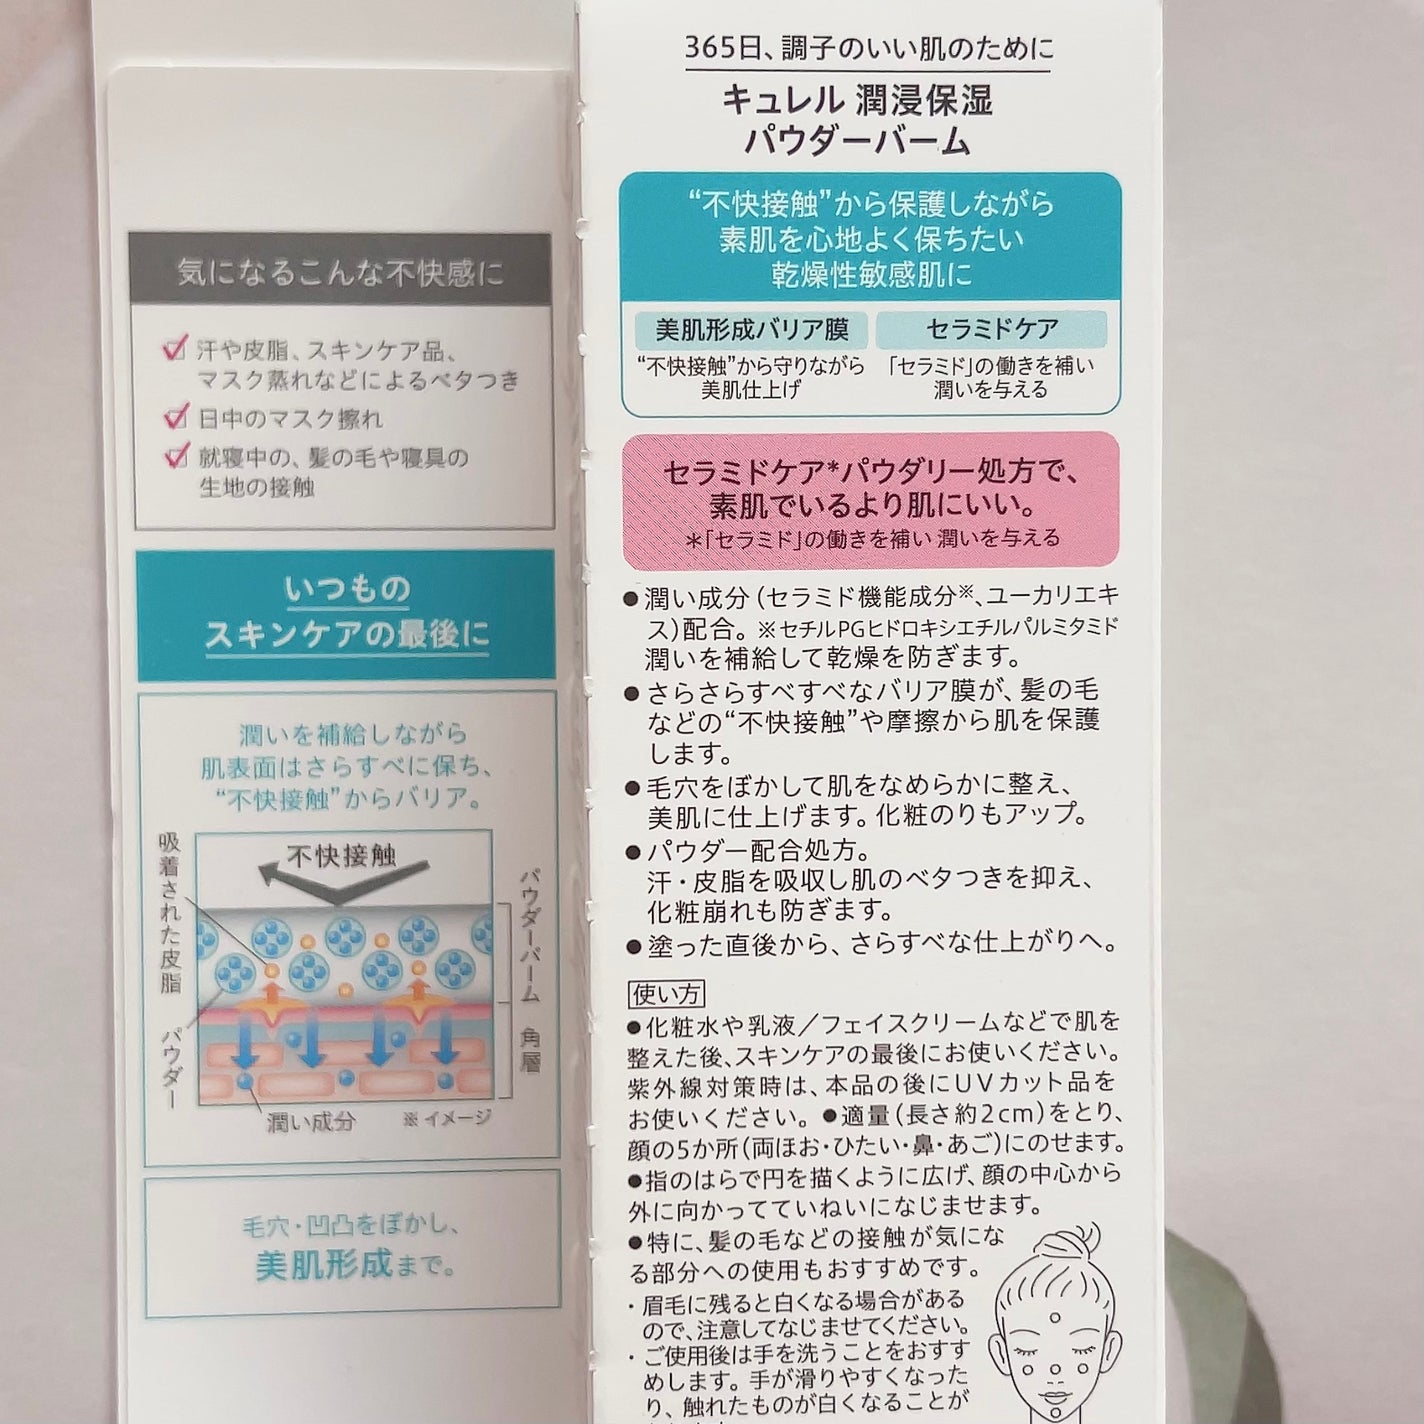 気になるこんな不快感に
汗や皮脂、スキンケア品、
マスク蒸れなどによるベタつき
日中のマスク擦れ
就寝中の、髪の毛や寝具の
生地の接触
いつもの
スキンケアの最後に
潤いを補給しながら
肌表面はさらすべに保ち、
“不快接触”からバリア。
不快接触
吸着された皮脂
パウダー
パウダーバーム
角層
潤い成分
※イメージ
毛穴・凹凸をぼかし、
美肌形成まで。
365日、調子のいい肌のために
キュレル 潤浸保湿
パウダーバーム
“不快接触”から保護しながら
素肌を心地よく保ちたい
乾燥性敏感肌に
美肌形成バリア膜
“不快接触”から守りながら
美肌仕上げ
セラミドケア
「セラミド」の働きを補い
潤いを与える
セラミドケア*パウダリー処方で、
素肌でいるより肌にいい。
*「セラミド」の働きを補い 潤いを与える
●潤い成分(セラミド機能成分※、ユーカリエキ
ス)配合。※セチルPGヒドロキシエチルパルミタミド
潤いを補給して乾燥を防ぎます。
●さらさらすべすべなバリア膜が、髪の毛
などの“不快接触”や摩擦から肌を保護
します。
●毛穴をぼかして肌をなめらかに整え、
美肌に仕上げます。化粧のりもアップ。
●パウダー配合処方。
汗・皮脂を吸収し肌のベタつきを抑え、
化粧崩れも防ぎます。
●塗った直後から、さらすべな仕上がりへ。
使い方
●化粧水や乳液/フェイスクリームなどで肌を
整えた後、スキンケアの最後にお使いください。
紫外線対策時は、本品の後にUVカット品を
お使いください。●適量(長さ約2cm)をとり、
顔の5か所(両ほお・ひたい・鼻・あご)にのせます。
●指のはらで円を描くように広げ、顔の中心から
外に向かってていねいになじませます。
●特に、髪の毛などの接触が気にな
る部分への使用もおすすめです。
・眉毛に残ると白くなる場合がある
ので、注意してなじませてください。
・ご使用後は手を洗うことをおすす
めします。手が滑りやすくなった
り、触れたものが白くなることが